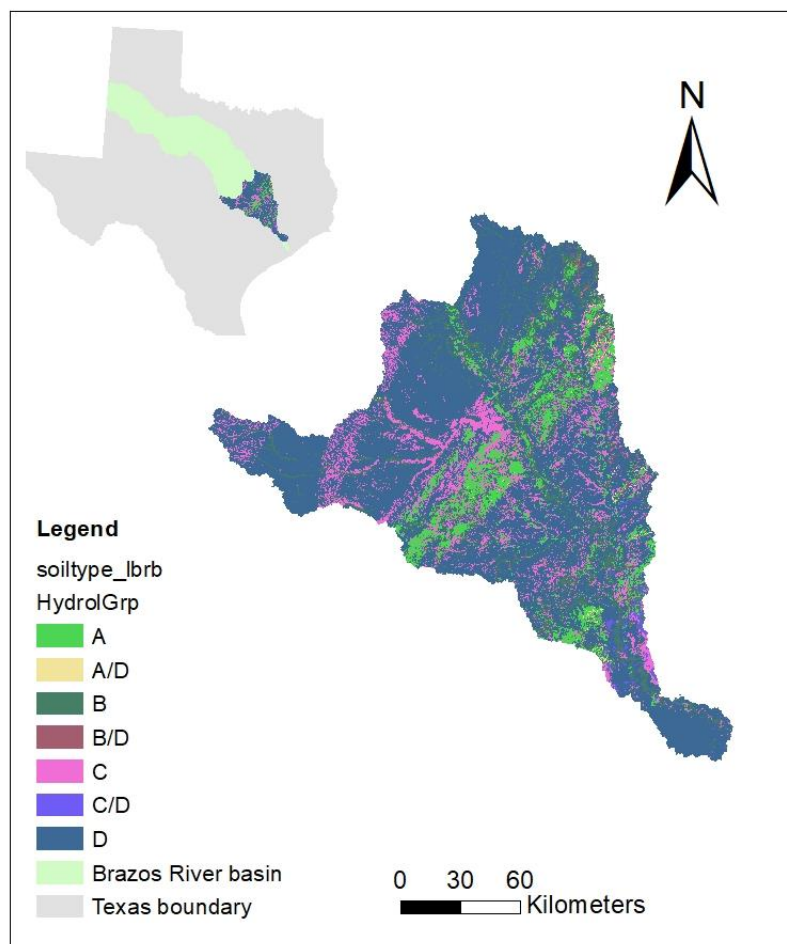 N
Legend
soiltype_lbrb
HydrolGrp
A
A/D
B
B/D
C
C/D
D
Brazos River basin
Texas boundary
0 30 60
Kilometers